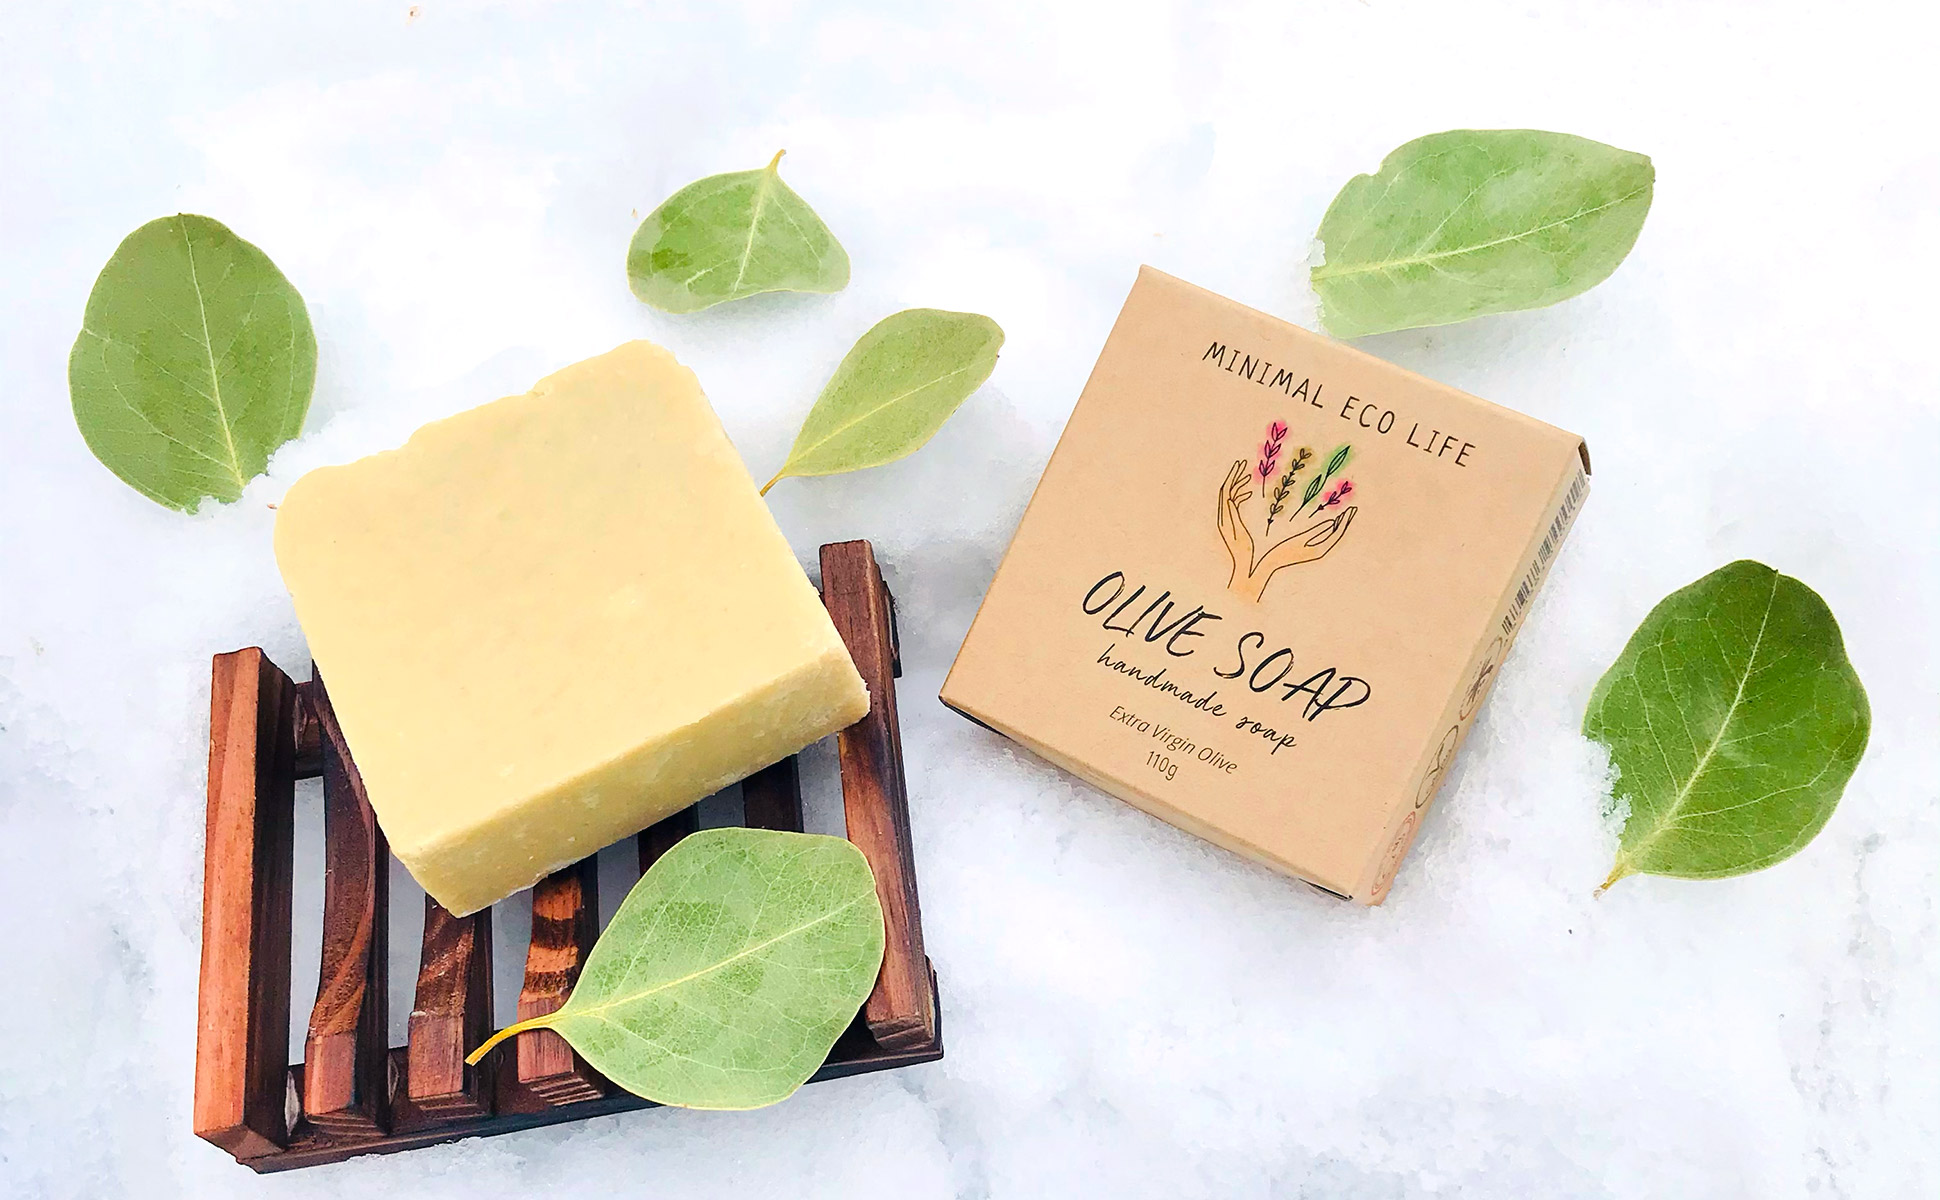 MINIMAL ECO LIFE
OLIVE SOAP
handmade soap
Extra Virgin Olive
110g